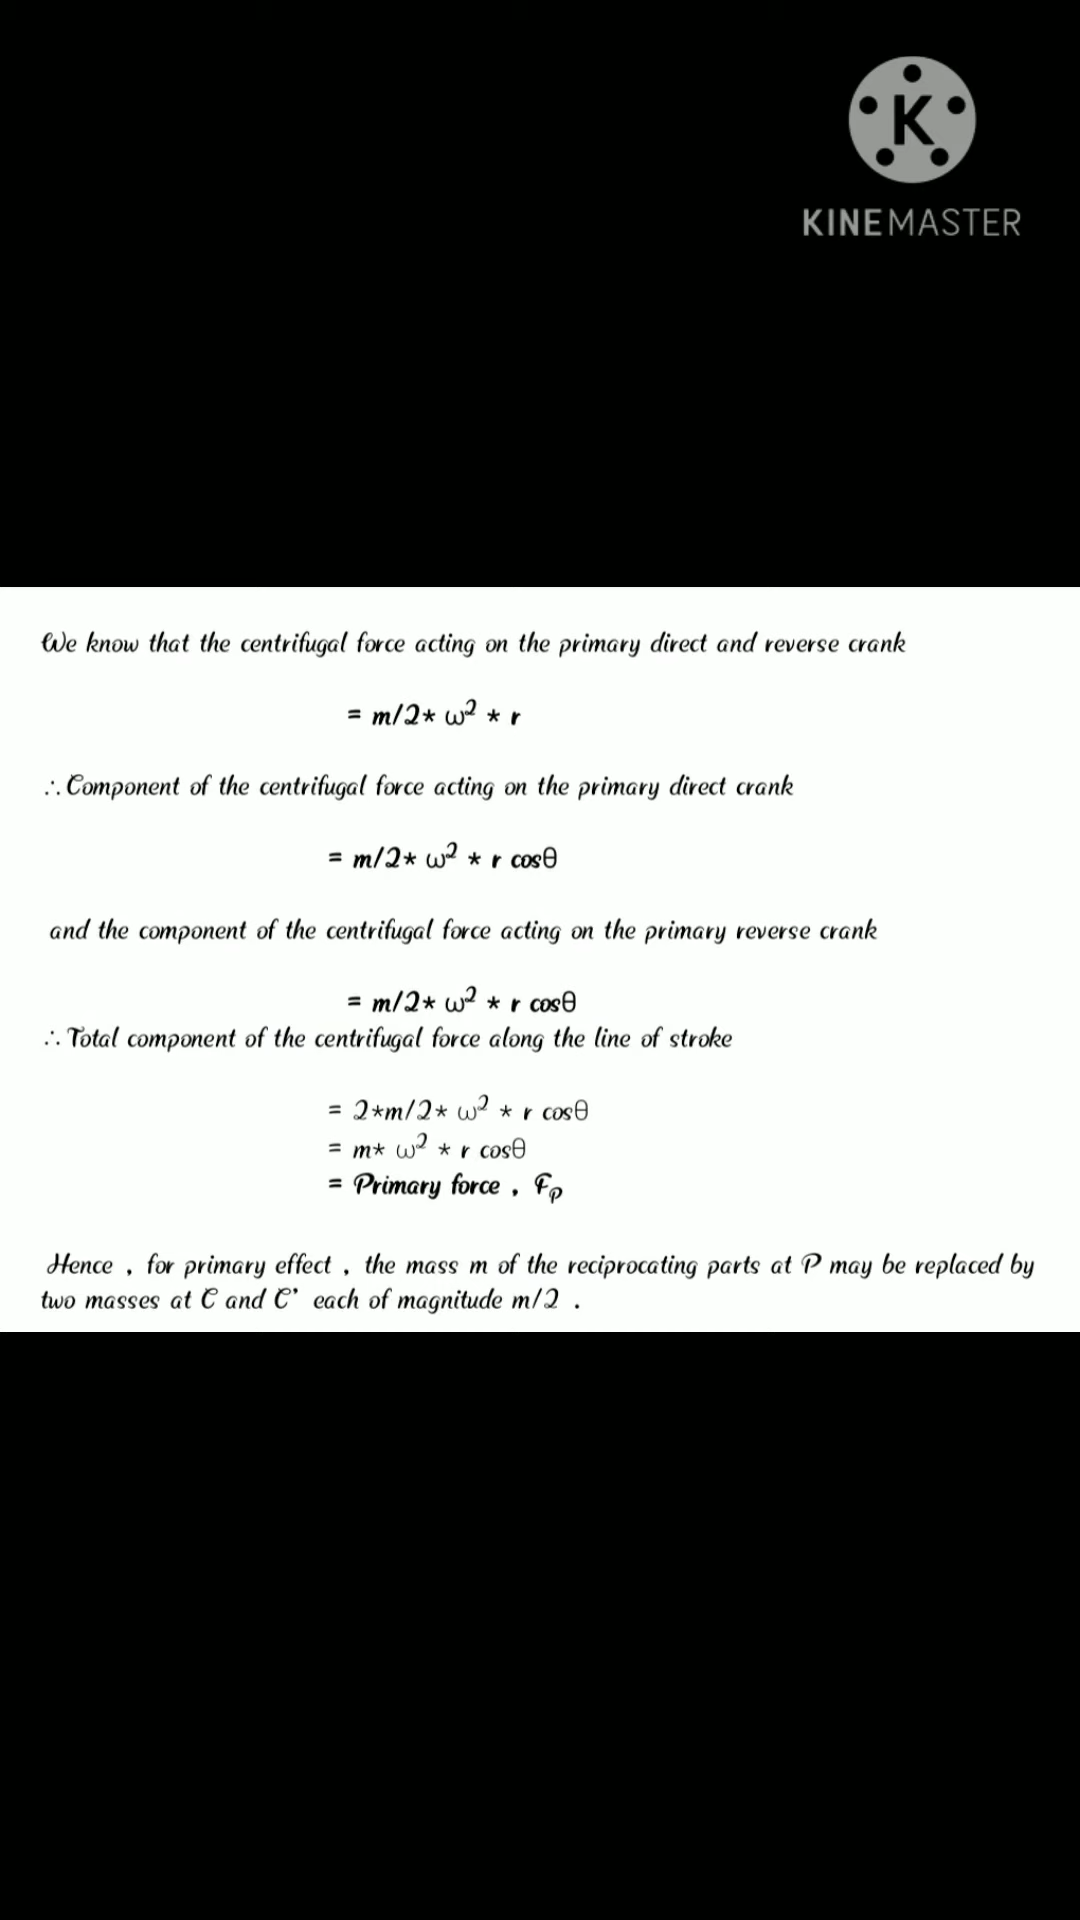 K
KINEMASTER
We know that the centrifugal force acting on the primary direct and reverse crank
= m/2* ω² * r
∴ Component of the centrifugal force acting on the primary direct crank
= m/2* ω² * r cosθ
and the component of the centrifugal force acting on the primary reverse crank
= m/2* ω² * r cosθ
∴ Total component of the centrifugal force along the line of stroke
= 2*m/2* ω² * r cosθ
= m* ω² * r cosθ
= Primary force , Fₚ
Hence , for primary effect , the mass m of the reciprocating parts at P may be replaced by
two masses at C and C' each of magnitude m/2 .